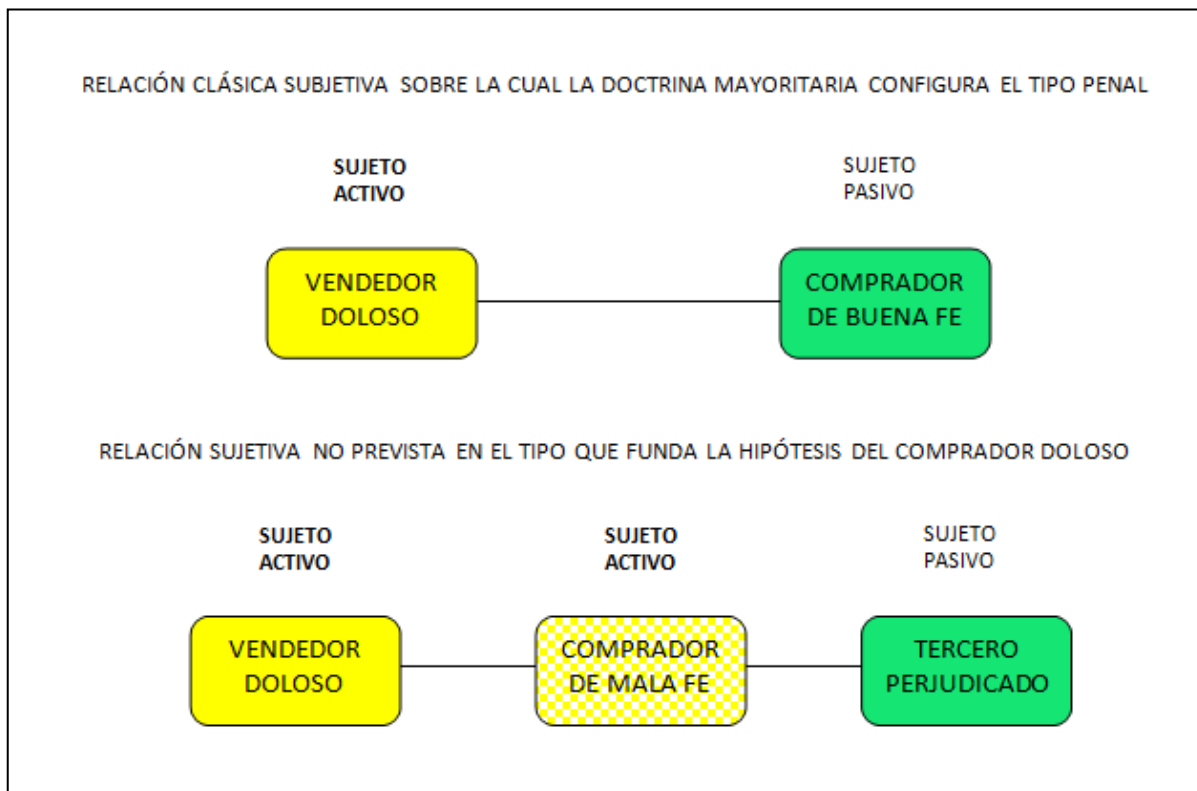 RELACIÓN CLÁSICA SUBJETIVA SOBRE LA CUAL LA DOCTRINA MAYORITARIA CONFIGURA EL TIPO PENAL
SUJETO
ACTIVO
SUJETO
PASIVO
VENDEDOR
DOLOSO
COMPRADOR
DE BUENA FE
RELACIÓN SUJETIVA NO PREVISTA EN EL TIPO QUE FUNDA LA HIPÓTESIS DEL COMPRADOR DOLOSO
SUJETO
ACTIVO
SUJETO
ACTIVO
SUJETO
PASIVO
VENDEDOR
DOLOSO
COMPRADOR
DE MALA FE
TERCERO
PERJUDICADO